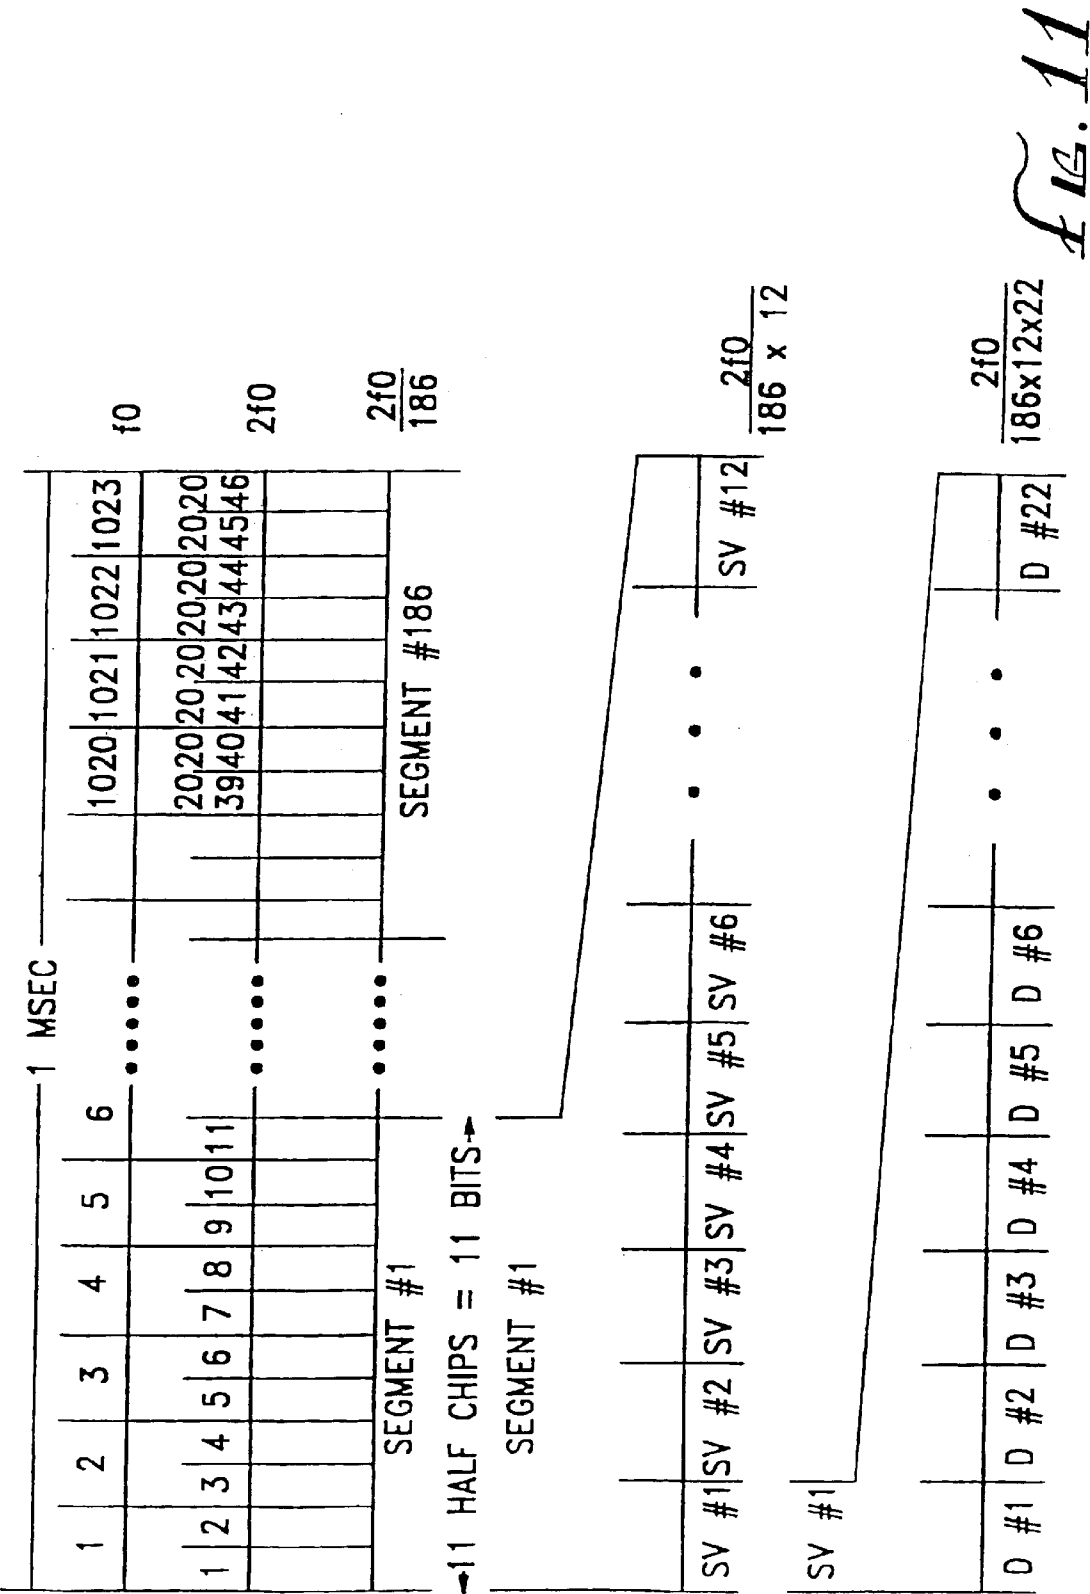 1 MSEC
1 2 3 4 5 6 ••••• 1020 1021 1022 1023 f0
1 2 3 4 5 6 7 8 9 10 11 ••••• 2039 2040 2041 2042 2043 2044 2045 2046 2f0
SEGMENT #1 ••••• SEGMENT #186 2f0/186
11 HALF CHIPS = 11 BITS
SEGMENT #1
SV #1 SV #2 SV #3 SV #4 SV #5 SV #6 • • • SV #12 2f0/186 x 12
SV #1
D #1 D #2 D #3 D #4 D #5 D #6 • • • D #22 2f0/186x12x22
FIG. 11